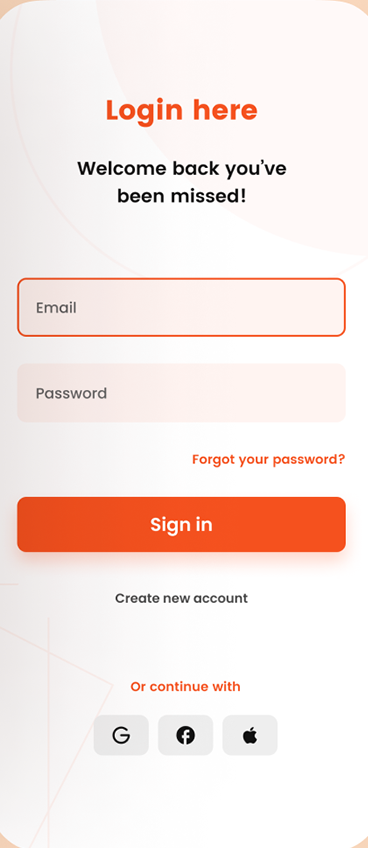 Login here
Welcome back you've
been missed!
Email
Password
Forgot your password?
Sign in
Create new account
Or continue with